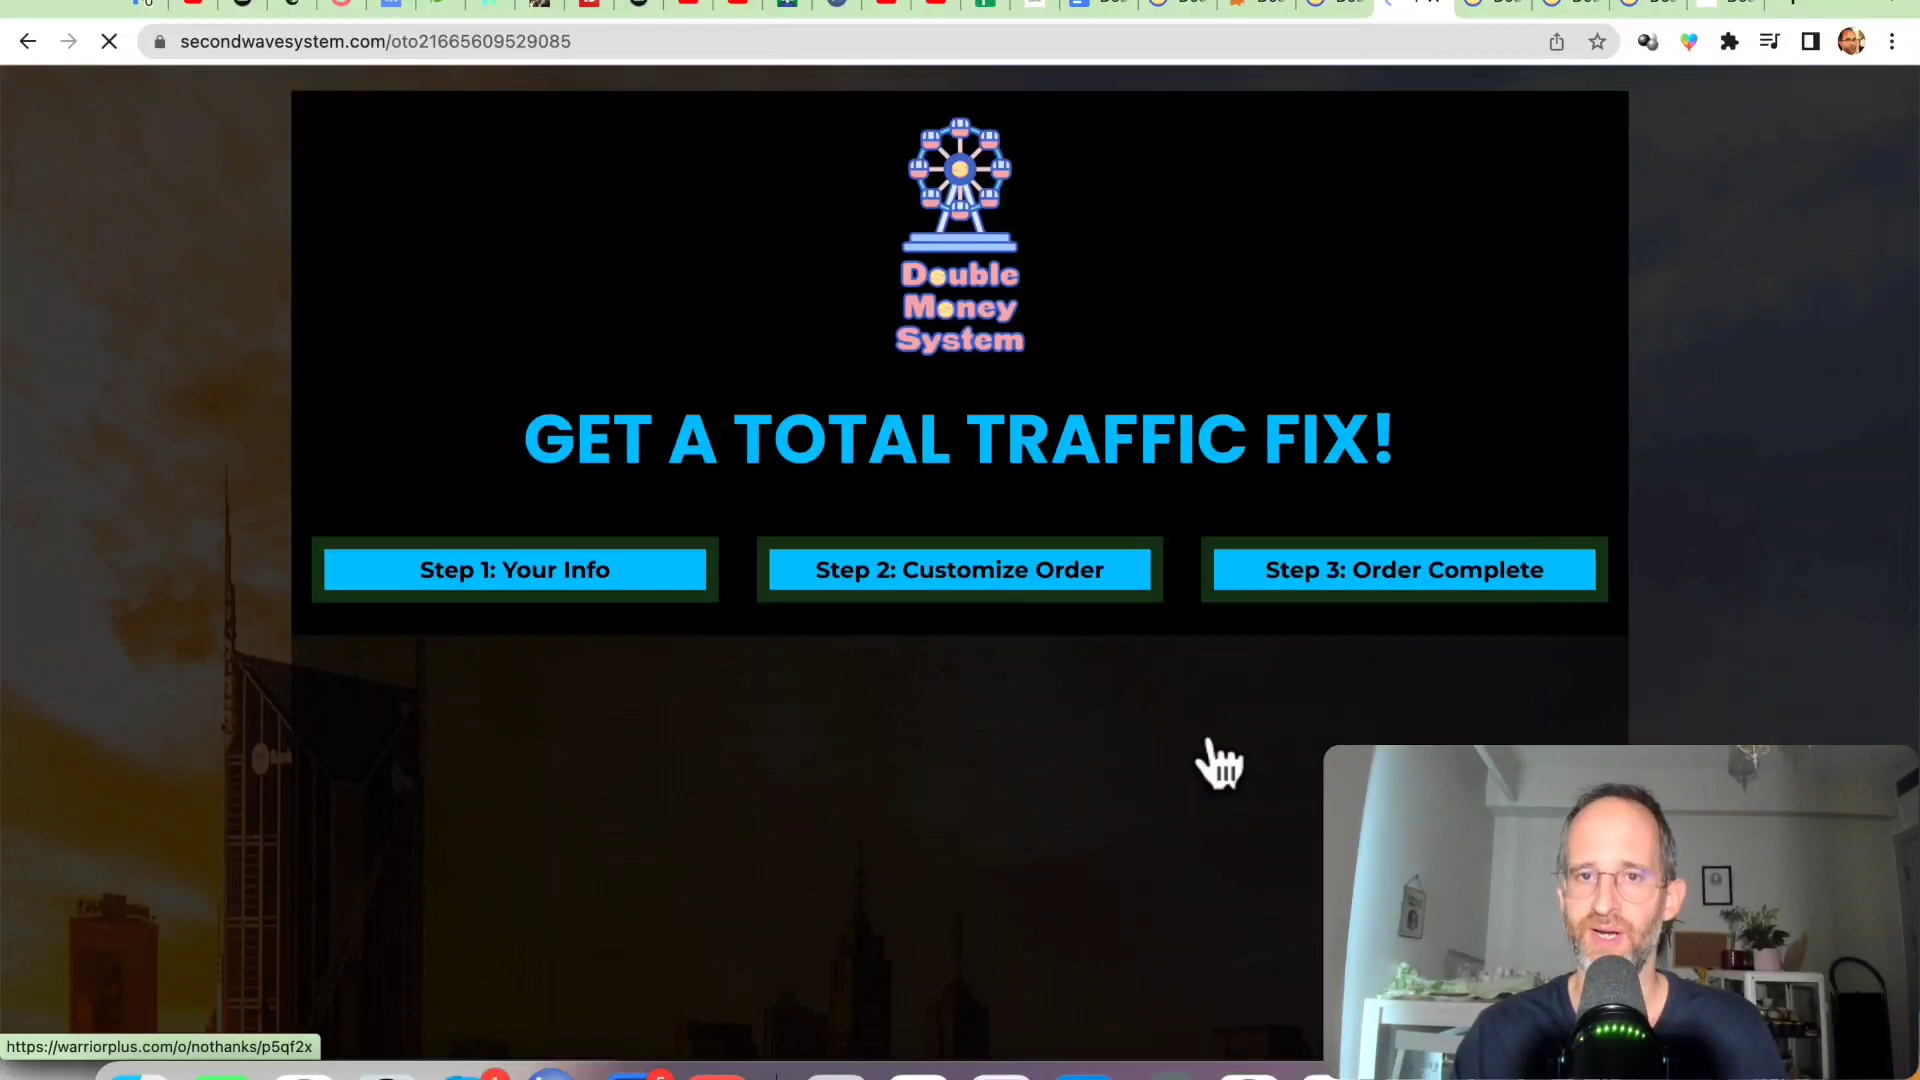 secondwavesystem.com/oto21665609529085
Double
Money
System
GET A TOTAL TRAFFIC FIX!
Step 1: Your Info
Step 2: Customize Order
Step 3: Order Complete
https://warriorplus.com/o/nothanks/p5qf2x